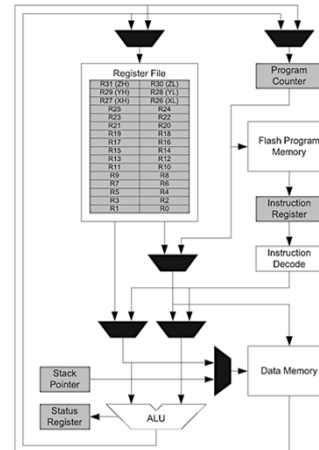 Register File
R31 (ZH) R30 (ZL)
R29 (YH) R28 (YL)
R27 (XH) R26 (XL)
R25 R24
R23 R22
R21 R20
R19 R18
R17 R16
R15 R14
R13 R12
R11 R10
R9 R8
R7 R6
R5 R4
R3 R2
R1 R0
Program
Counter
Flash Program
Memory
Instruction
Register
Instruction
Decode
Data Memory
Stack
Pointer
Status
Register
ALU